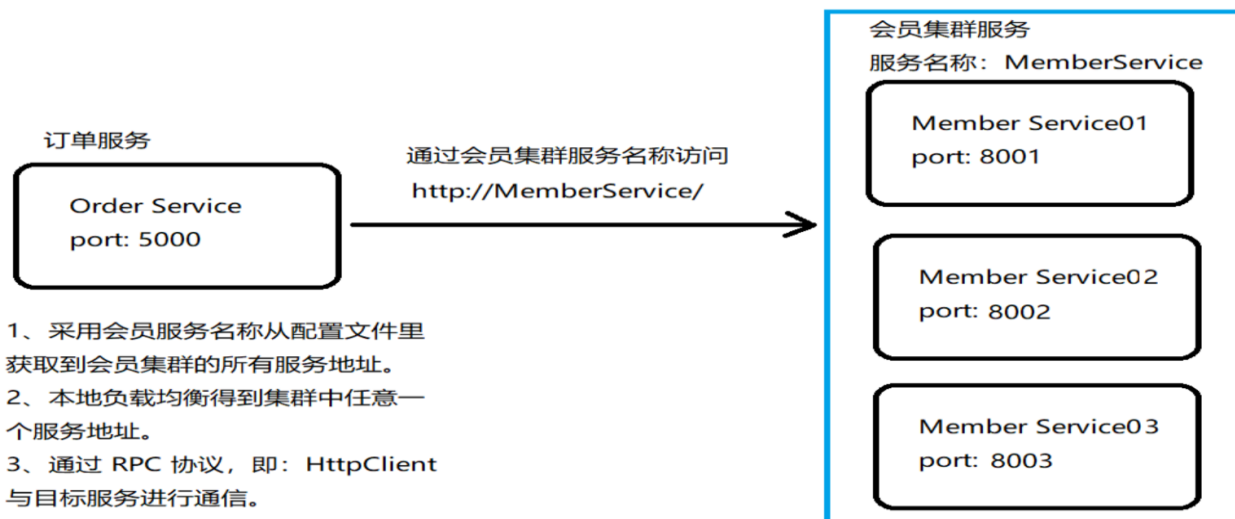 订单服务
Order Service
port: 5000
1、采用会员服务名称从配置文件里
获取到会员集群的所有服务地址。
2、本地负载均衡得到集群中任意一
个服务地址。
3、通过 RPC 协议，即：HttpClient
与目标服务进行通信。
通过会员集群服务名称访问
http://MemberService/
会员集群服务
服务名称：MemberService
Member Service01
port: 8001
Member Service02
port: 8002
Member Service03
port: 8003